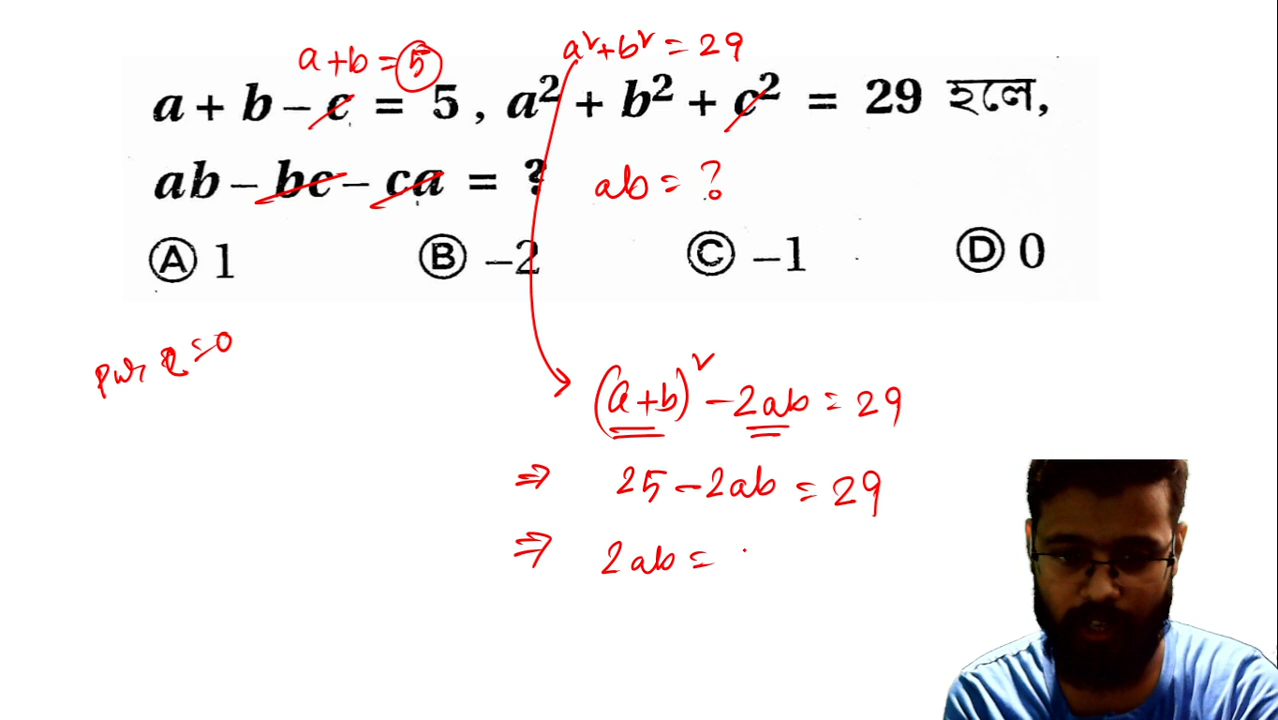 a + b = 5
a² + b² = 29
a + b – c = 5 , a² + b² + c² = 29 হলে,
ab – bc – ca = ?
ab = ?
Ⓐ 1 Ⓑ –2 Ⓒ –1 Ⓓ 0
= 0
(a+b)² – 2ab = 29
⇒ 25 – 2ab = 29
⇒ 2ab =